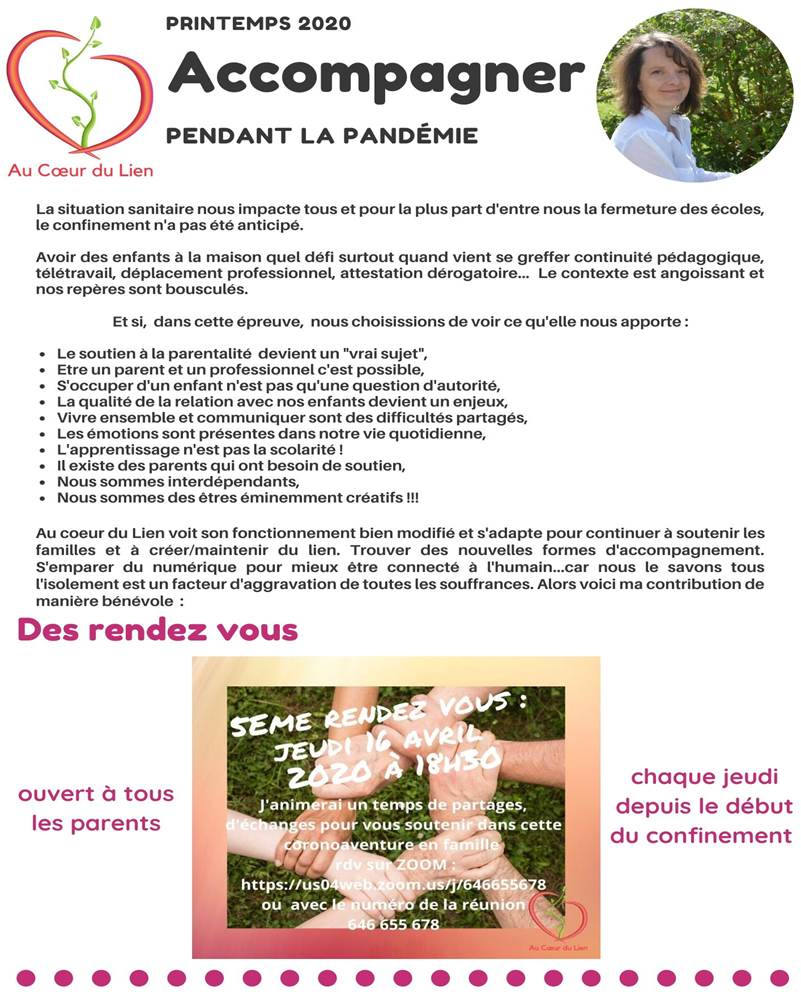 PRINTEMPS 2020
Accompagner
PENDANT LA PANDÉMIE
Au Cœur du Lien
La situation sanitaire nous impacte tous et pour la plus part d'entre nous la fermeture des écoles,
le confinement n'a pas été anticipé.
Avoir des enfants à la maison quel défi surtout quand vient se greffer continuité pédagogique,
télétravail, déplacement professionnel, attestation dérogatoire... Le contexte est angoissant et
nos repères sont bousculés.
Et si, dans cette épreuve, nous choisissions de voir ce qu'elle nous apporte :
• Le soutien à la parentalité devient un "vrai sujet",
• Etre un parent et un professionnel c'est possible,
• S'occuper d'un enfant n'est pas qu'une question d'autorité,
• La qualité de la relation avec nos enfants devient un enjeux,
• Vivre ensemble et communiquer sont des difficultés partagés,
• Les émotions sont présentes dans notre vie quotidienne,
• L'apprentissage n'est pas la scolarité !
• Il existe des parents qui ont besoin de soutien,
• Nous sommes interdépendants,
• Nous sommes des êtres éminemment créatifs !!!
Au coeur du Lien voit son fonctionnement bien modifié et s'adapte pour continuer à soutenir les
familles et à créer/maintenir du lien. Trouver des nouvelles formes d'accompagnement.
S'emparer du numérique pour mieux être connecté à l'humain...car nous le savons tous
l'isolement est un facteur d'aggravation de toutes les souffrances. Alors voici ma contribution de
manière bénévole :
Des rendez vous
ouvert à tous
les parents
5EME RENDEZ VOUS :
JEUDI 16 AVRIL
2020 À 18H30
J'animerai un temps de partages,
d'échanges pour vous soutenir dans cette
coronoaventure en famille
rdv sur ZOOM :
https://us04web.zoom.us/j/646655678
ou avec le numéro de la réunion
646 655 678
Au Cœur du Lien
chaque jeudi
depuis le début
du confinement